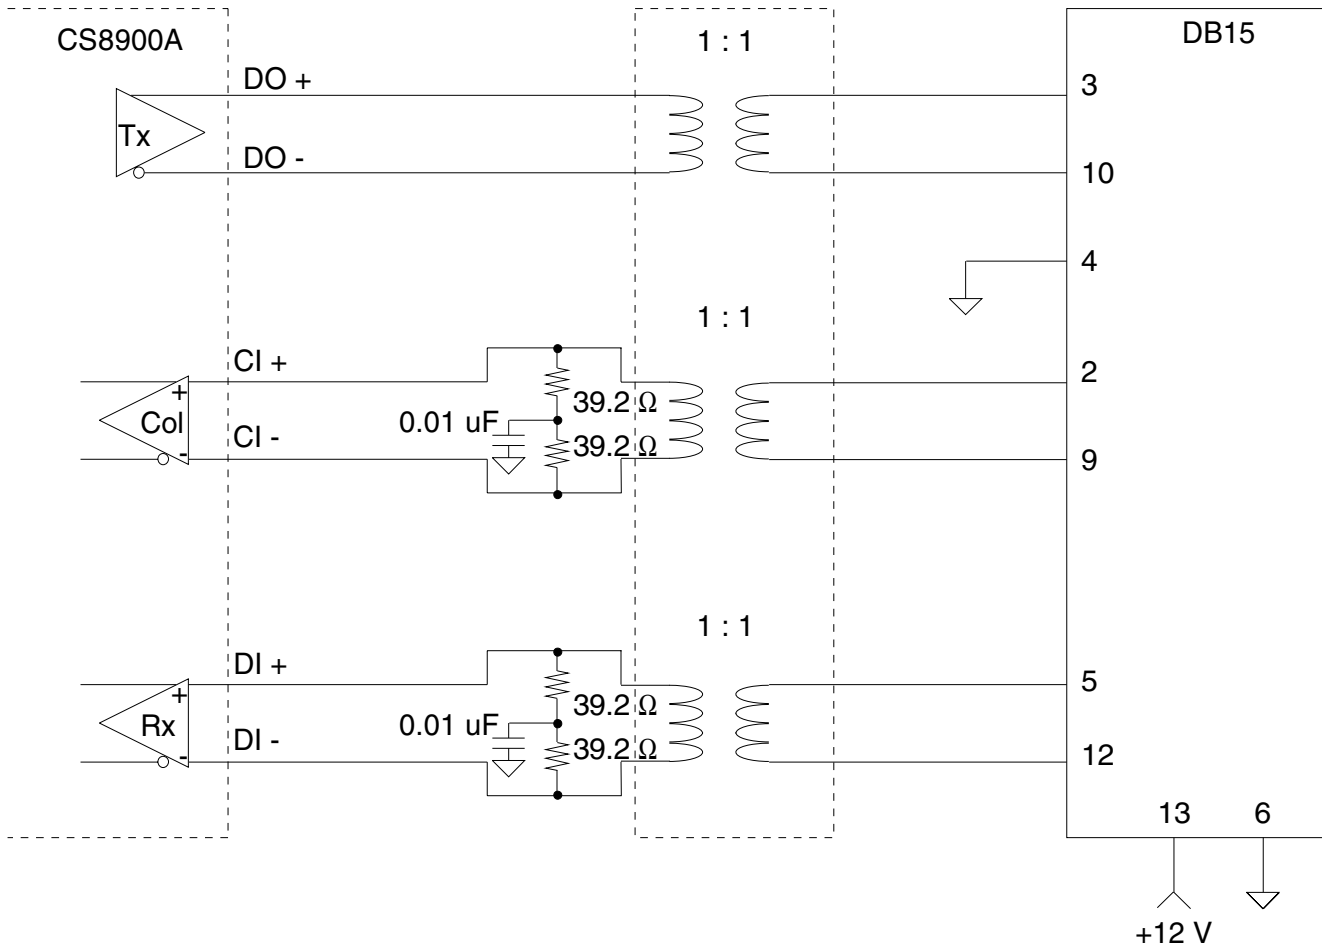 CS8900A
1 : 1
DB15
DO +
3
Tx
DO -
10
4
1 : 1
CI +
2
+
39.2 Ω
Col
0.01 uF
CI -
39.2 Ω
-
9
1 : 1
DI +
5
+
39.2 Ω
Rx
0.01 uF
DI -
39.2 Ω
-
12
13
6
+12 V